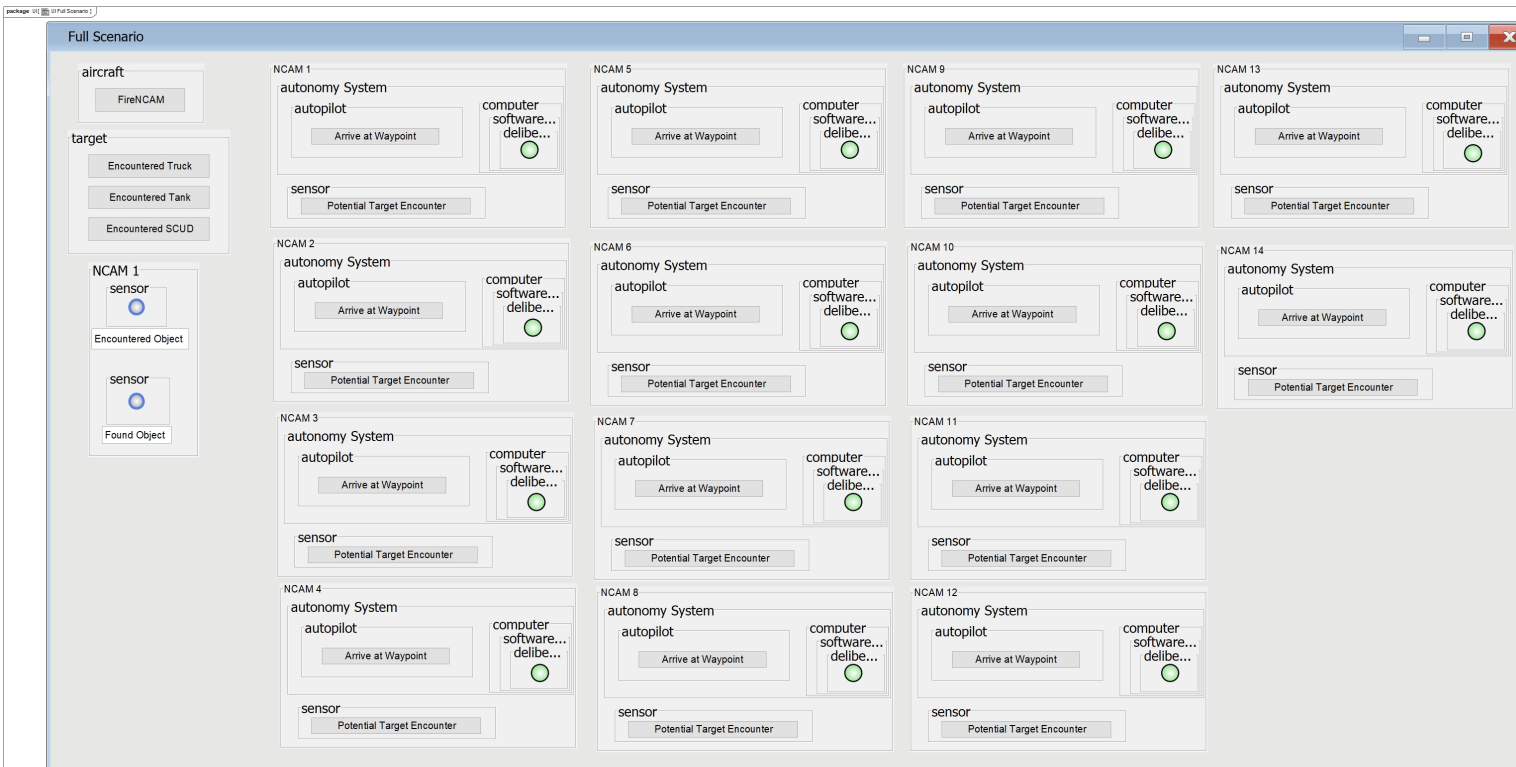 package UI[ UI Full Scenario ]
Full Scenario
aircraft
FireNCAM
target
Encountered Truck
Encountered Tank
Encountered SCUD
NCAM 1
sensor
Encountered Object
sensor
Found Object
NCAM 1
autonomy System
autopilot
Arrive at Waypoint
computer
software...
delibe...
sensor
Potential Target Encounter
NCAM 2
autonomy System
autopilot
Arrive at Waypoint
computer
software...
delibe...
sensor
Potential Target Encounter
NCAM 3
autonomy System
autopilot
Arrive at Waypoint
computer
software...
delibe...
sensor
Potential Target Encounter
NCAM 4
autonomy System
autopilot
Arrive at Waypoint
computer
software...
delibe...
sensor
Potential Target Encounter
NCAM 5
autonomy System
autopilot
Arrive at Waypoint
computer
software...
delibe...
sensor
Potential Target Encounter
NCAM 6
autonomy System
autopilot
Arrive at Waypoint
computer
software...
delibe...
sensor
Potential Target Encounter
NCAM 7
autonomy System
autopilot
Arrive at Waypoint
computer
software...
delibe...
sensor
Potential Target Encounter
NCAM 8
autonomy System
autopilot
Arrive at Waypoint
computer
software...
delibe...
sensor
Potential Target Encounter
NCAM 9
autonomy System
autopilot
Arrive at Waypoint
computer
software...
delibe...
sensor
Potential Target Encounter
NCAM 10
autonomy System
autopilot
Arrive at Waypoint
computer
software...
delibe...
sensor
Potential Target Encounter
NCAM 11
autonomy System
autopilot
Arrive at Waypoint
computer
software...
delibe...
sensor
Potential Target Encounter
NCAM 12
autonomy System
autopilot
Arrive at Waypoint
computer
software...
delibe...
sensor
Potential Target Encounter
NCAM 13
autonomy System
autopilot
Arrive at Waypoint
computer
software...
delibe...
sensor
Potential Target Encounter
NCAM 14
autonomy System
autopilot
Arrive at Waypoint
computer
software...
delibe...
sensor
Potential Target Encounter